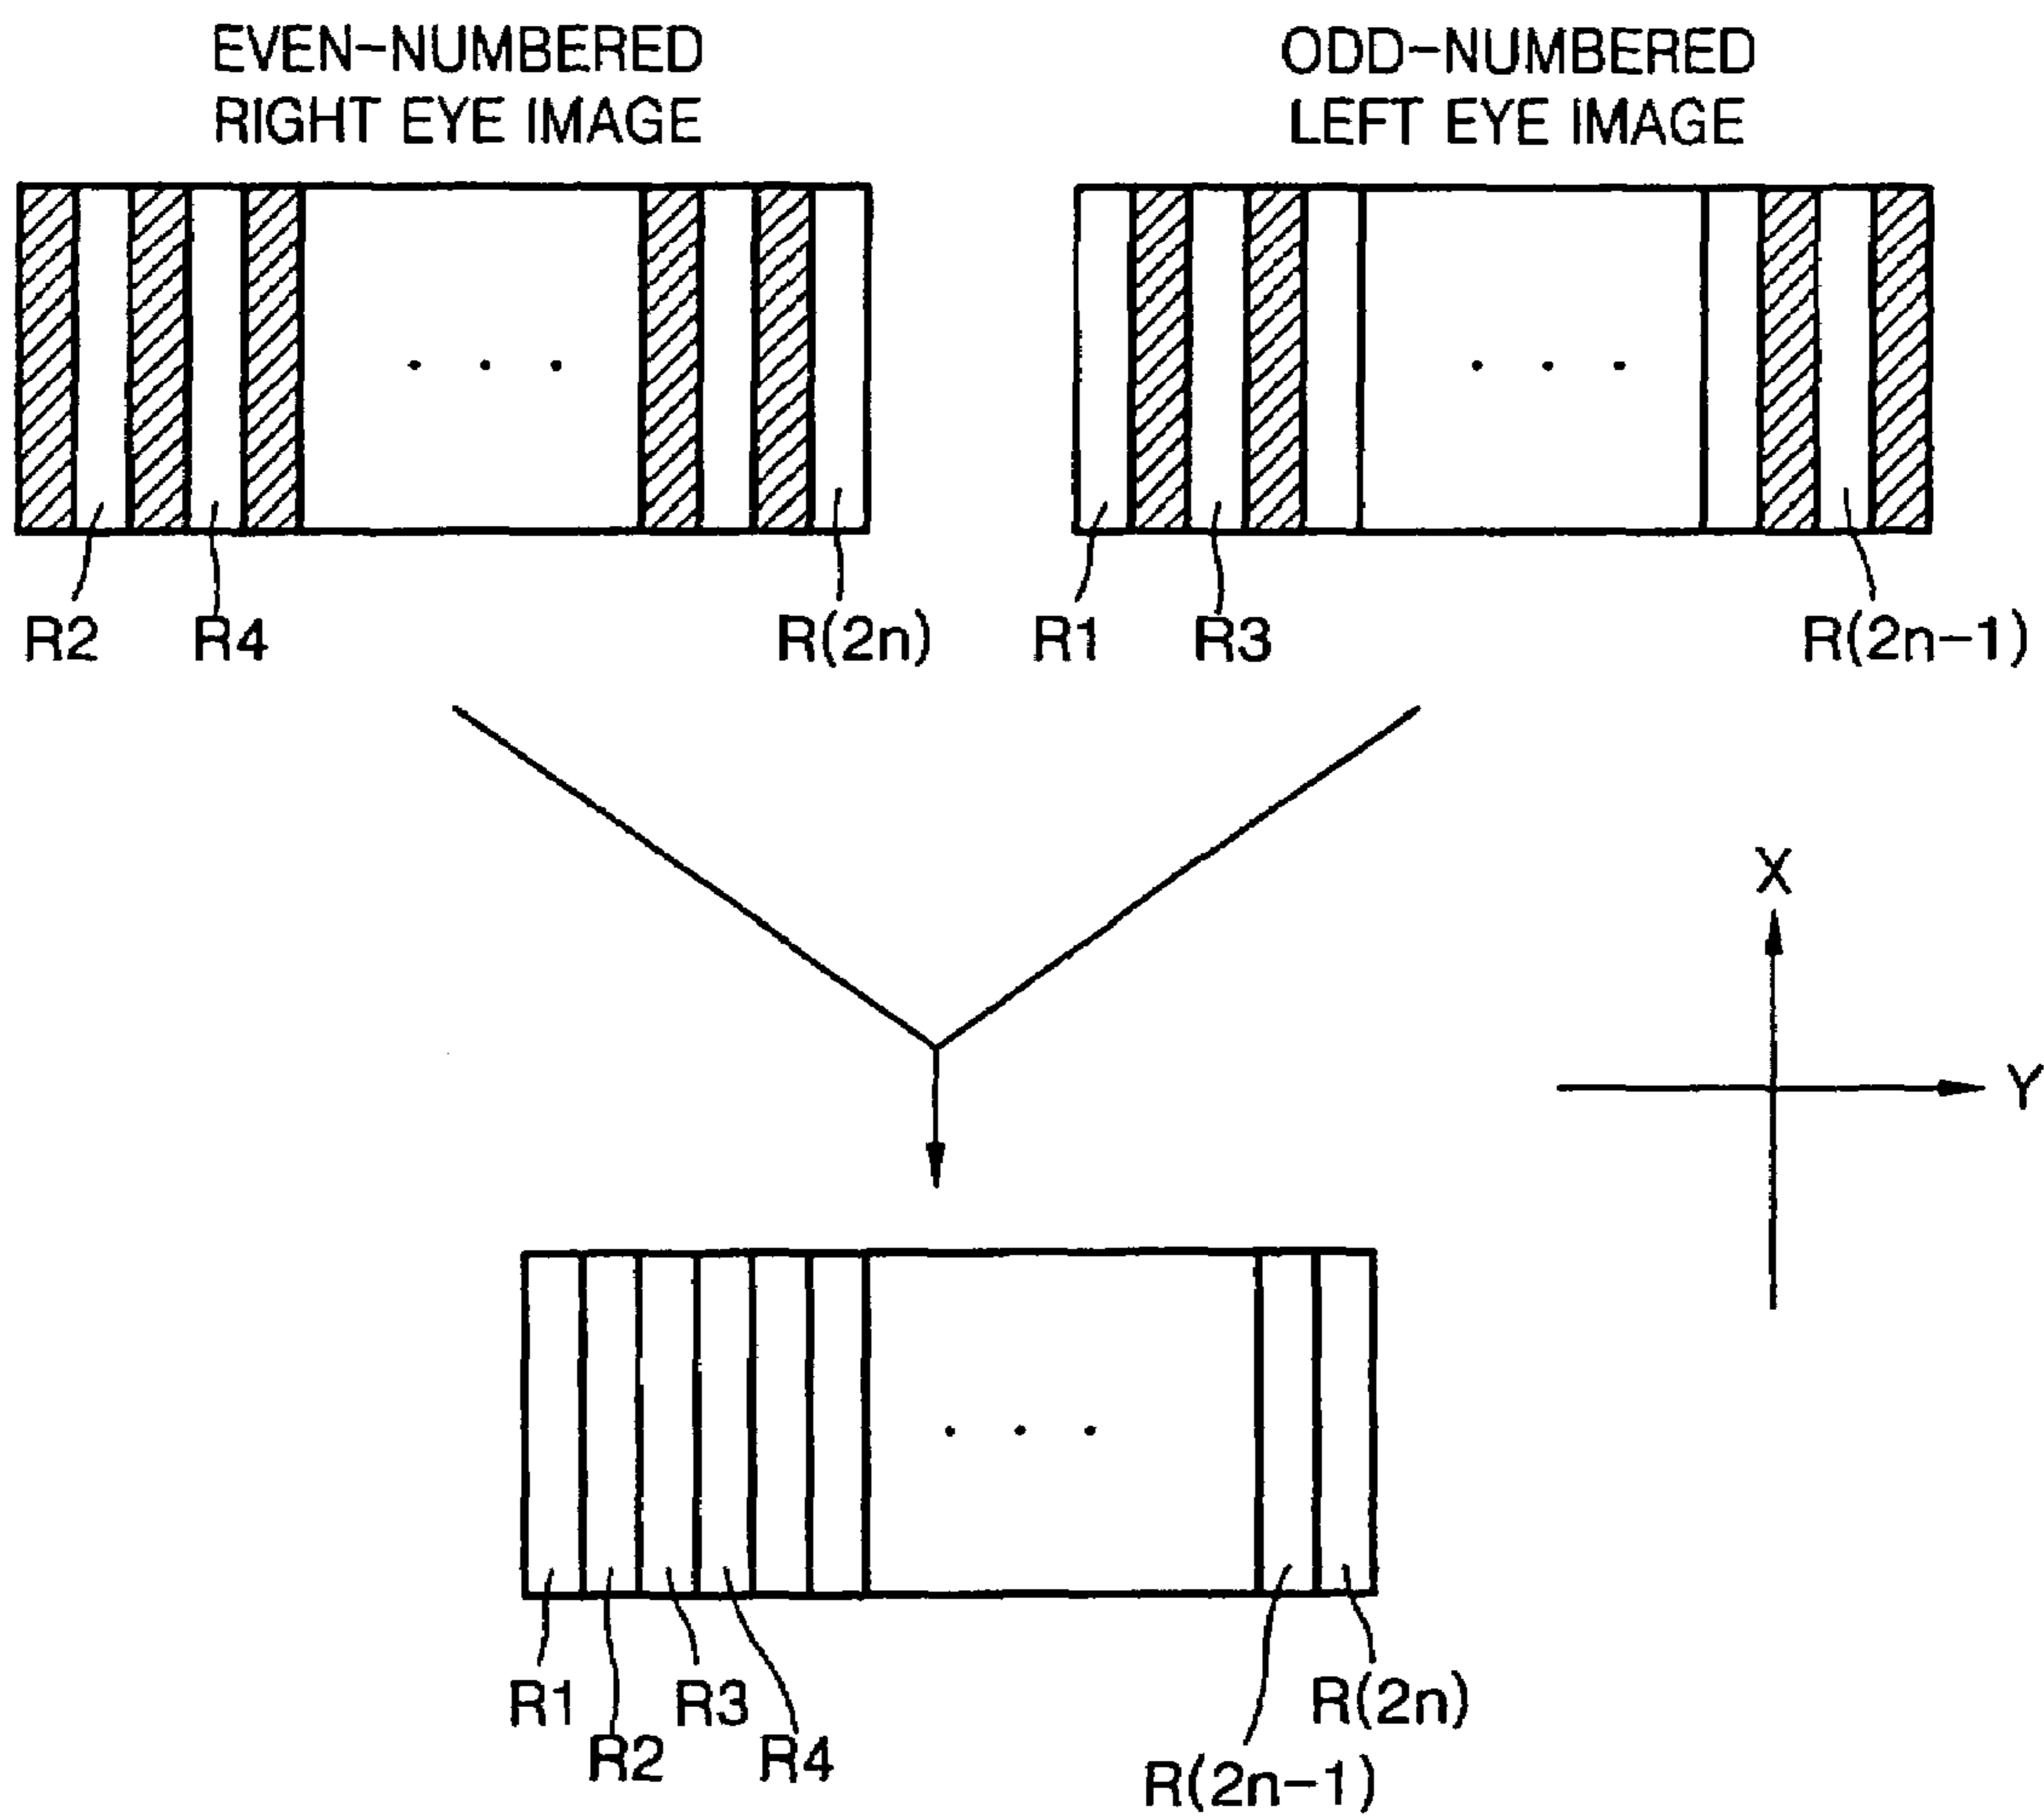 EVEN-NUMBERED
RIGHT EYE IMAGE
ODD-NUMBERED
LEFT EYE IMAGE
R2 R4 R(2n) R1 R3 R(2n-1)
X
Y
R1 R3 R(2n)
R2 R4 R(2n-1)